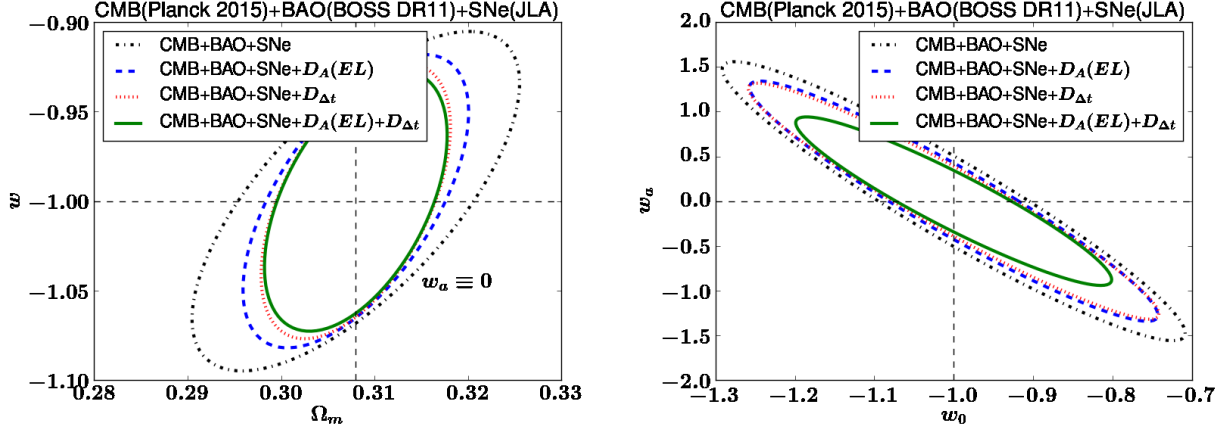 CMB(Planck 2015)+BAO(BOSS DR11)+SNe(JLA)
−0.90
−0.95
−1.00
−1.05
−1.10
w
CMB+BAO+SNe
CMB+BAO+SNe+D_A(EL)
CMB+BAO+SNe+D_Δt
CMB+BAO+SNe+D_A(EL)+D_Δt
w_a ≡ 0
0.28 0.29 0.30 0.31 0.32 0.33
Ω_m
CMB(Planck 2015)+BAO(BOSS DR11)+SNe(JLA)
2.0
1.5
1.0
0.5
0.0
−0.5
−1.0
−1.5
−2.0
w_a
CMB+BAO+SNe
CMB+BAO+SNe+D_A(EL)
CMB+BAO+SNe+D_Δt
CMB+BAO+SNe+D_A(EL)+D_Δt
−1.3 −1.2 −1.1 −1.0 −0.9 −0.8 −0.7
w_0